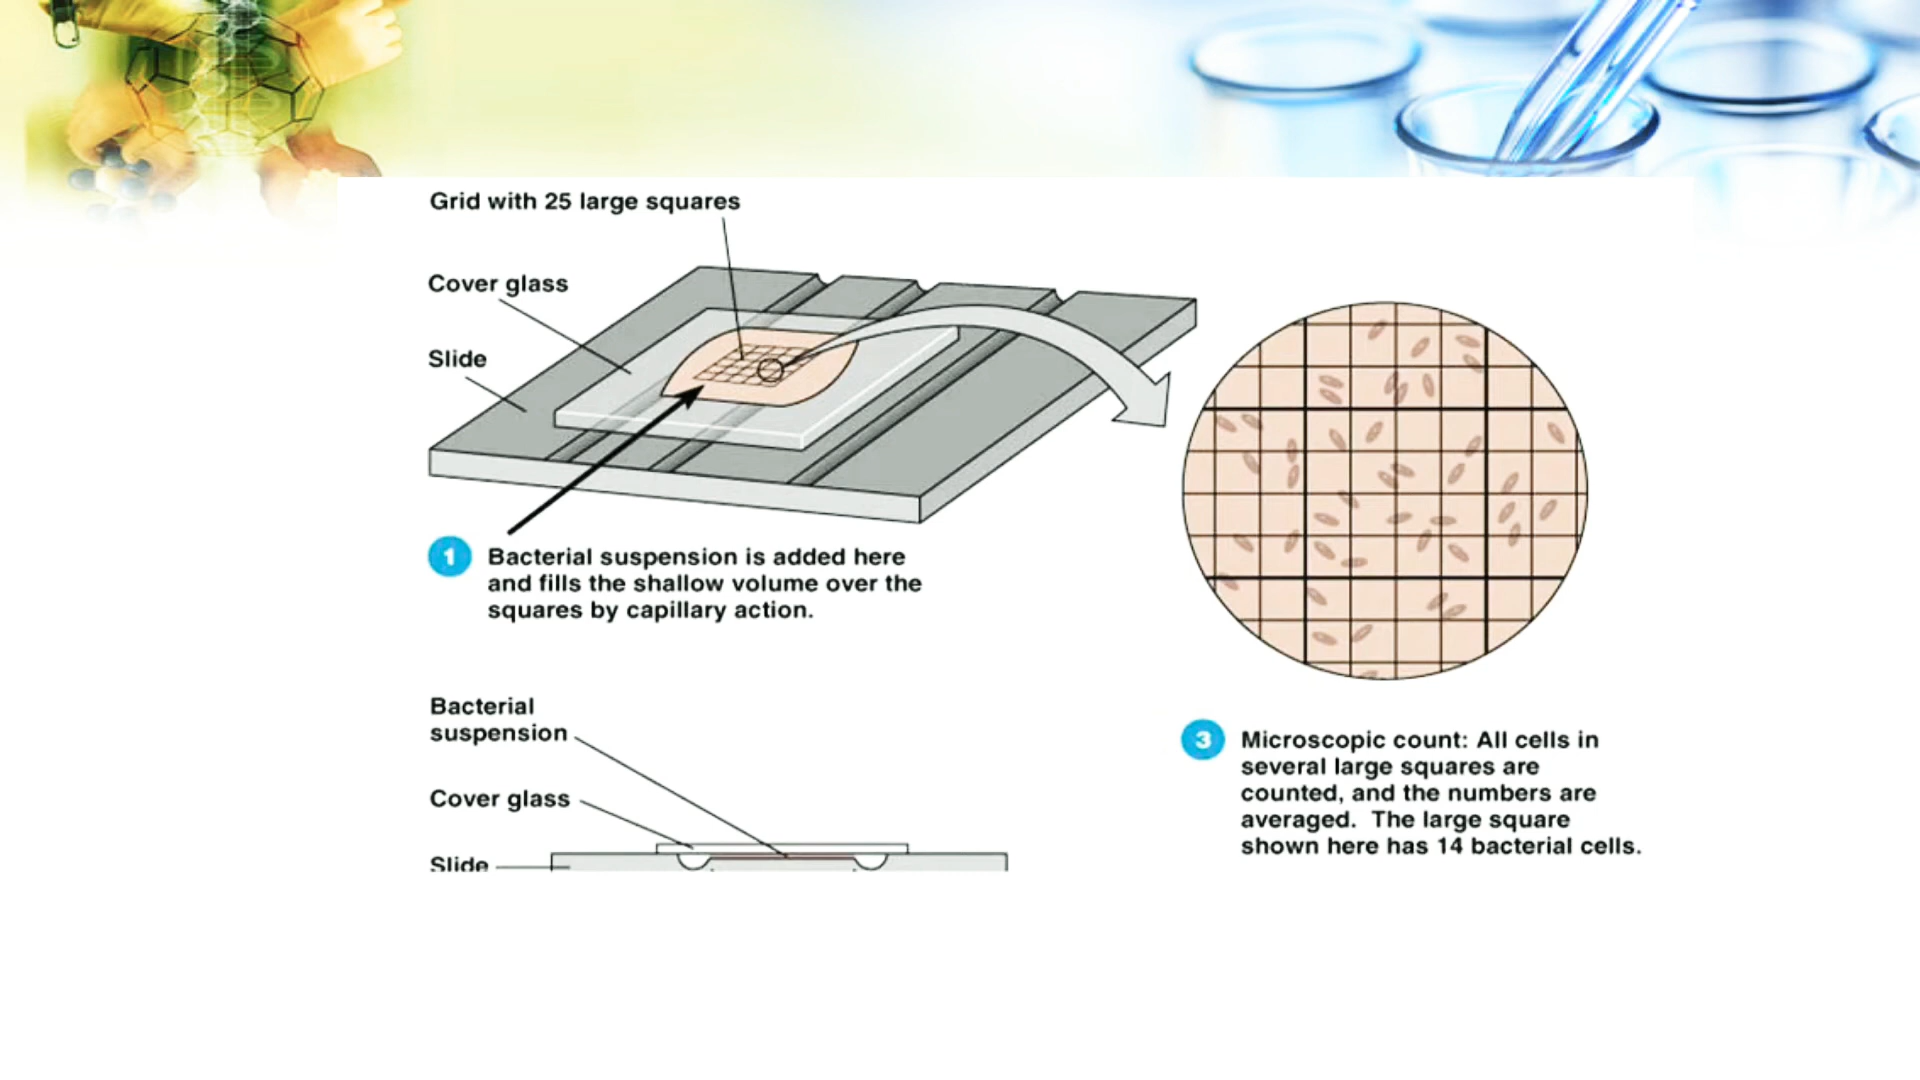 Grid with 25 large squares
Cover glass
Slide
1 Bacterial suspension is added here
and fills the shallow volume over the
squares by capillary action.
Bacterial
suspension
Cover glass
Slide
3 Microscopic count: All cells in
several large squares are
counted, and the numbers are
averaged. The large square
shown here has 14 bacterial cells.